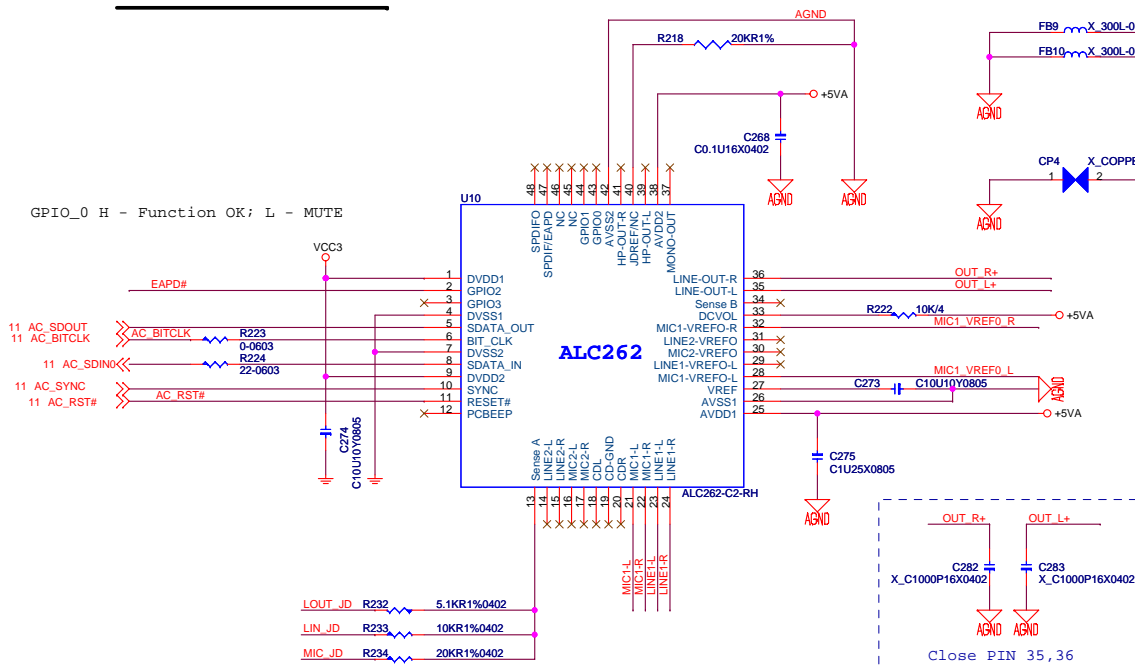 AGND
R218
20KR1%
+5VA
C268
C0.1U16X0402
AGND
AGND
FB9
X_300L-0
FB10
X_300L-0
AGND
CP4
X_COPPE
1
2
AGND
GPIO_0 H - Function OK; L - MUTE
U10
48
47
46
45
44
43
42
41
40
39
38
37
SPDIFO
SPDIF/EAPD
NC
NC
GPIO1
GPIO0
AVSS2
HP-OUT-R
JDREF/NC
HP-OUT-L
AVDD2
MONO-OUT
VCC3
EAPD#
11 AC_SDOUT
11 AC_BITCLK
AC_BITCLK
R223
0-0603
11 AC_SDIN0
R224
22-0603
11 AC_SYNC
11 AC_RST#
AC_RST#
C274
C10U10Y0805
1 DVDD1
2 GPIO2
3 GPIO3
4 DVSS1
5 SDATA_OUT
6 BIT_CLK
7 DVSS2
8 SDATA_IN
9 DVDD2
10 SYNC
11 RESET#
12 PCBEEP
ALC262
LINE-OUT-R 36
LINE-OUT-L 35
Sense B 34
DCVOL 33
MIC1-VREFO-R 32
LINE2-VREFO 31
MIC2-VREFO 30
LINE1-VREFO-L 29
MIC1-VREFO-L 28
VREF 27
AVSS1 26
AVDD1 25
OUT_R+
OUT_L+
R222
10K/4
+5VA
MIC1_VREF0_R
MIC1_VREF0_L
C273
C10U10Y0805
AGND
+5VA
C275
C1U25X0805
AGND
Sense A
LINE2-L
LINE2-R
MIC2-L
MIC2-R
CDL
CD-GND
CDR
MIC1-L
MIC1-R
LINE1-L
LINE1-R
13
14
15
16
17
18
19
20
21
22
23
24
ALC262-C2-RH
MIC1-L
MIC1-R
LINE1-L
LINE1-R
LOUT_JD R232 5.1KR1%0402
LIN_JD R233 10KR1%0402
MIC_JD R234 20KR1%0402
OUT_R+
OUT_L+
C282
X_C1000P16X0402
C283
X_C1000P16X0402
AGND
AGND
Close PIN 35,36